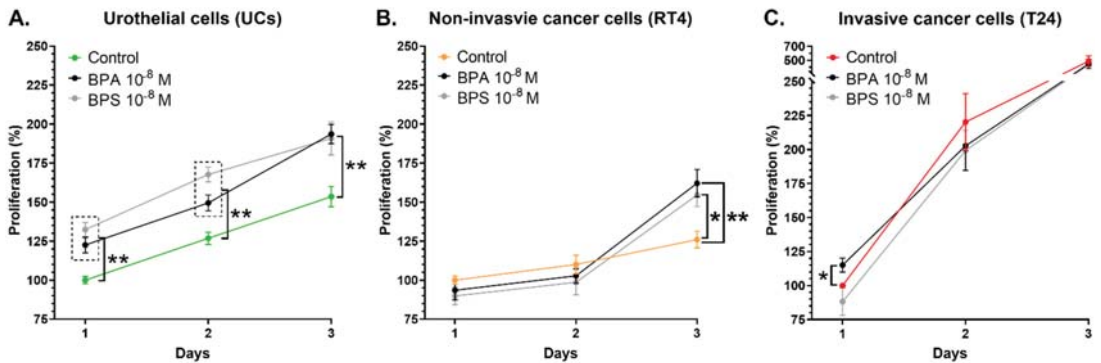 A. Urothelial cells (UCs)
Proliferation (%)
250
225
200
175
150
125
100
75
Control
BPA 10⁻⁸ M
BPS 10⁻⁸ M
**
**
**
1 2 3
Days
B. Non-invasvie cancer cells (RT4)
Proliferation (%)
250
225
200
175
150
125
100
75
Control
BPA 10⁻⁸ M
BPS 10⁻⁸ M
* **
1 2 3
Days
C. Invasive cancer cells (T24)
Proliferation (%)
700
500
250
225
200
175
150
125
100
75
Control
BPA 10⁻⁸ M
BPS 10⁻⁸ M
*
1 2 3
Days